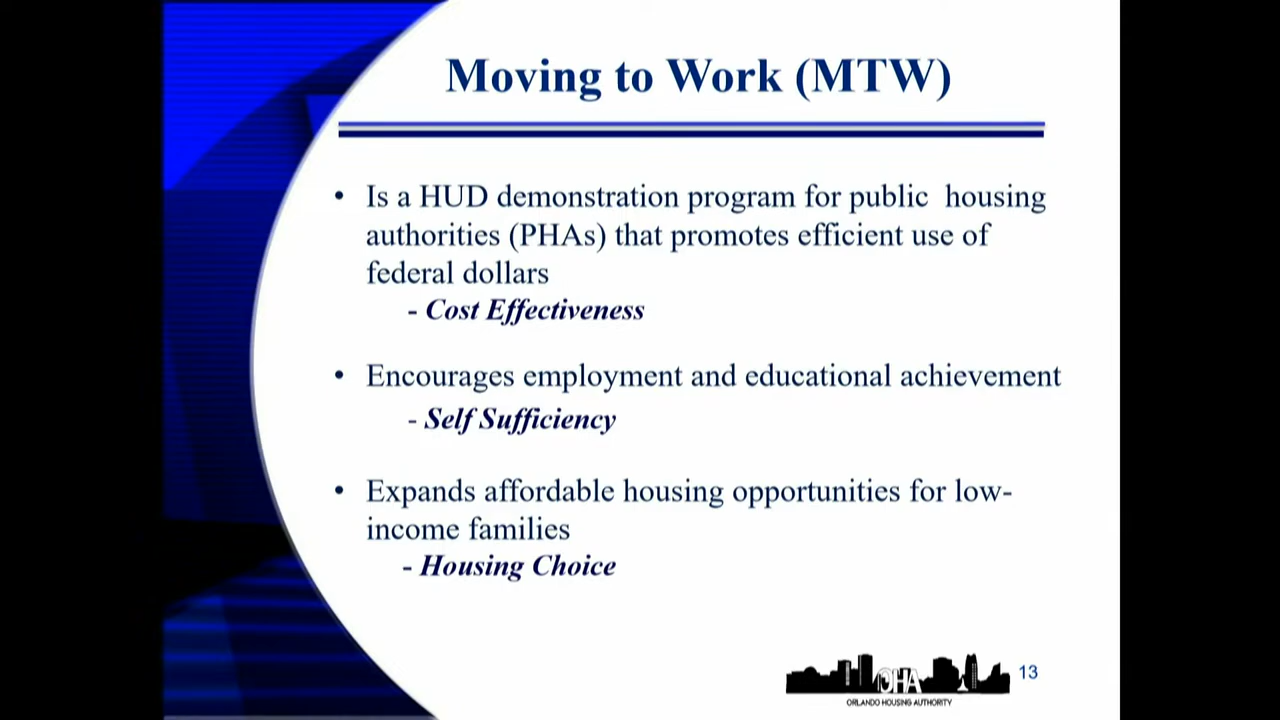 Moving to Work (MTW)
• Is a HUD demonstration program for public housing
authorities (PHAs) that promotes efficient use of
federal dollars
- Cost Effectiveness
• Encourages employment and educational achievement
- Self Sufficiency
• Expands affordable housing opportunities for low-
income families
- Housing Choice
OHA
ORLANDO HOUSING AUTHORITY
13